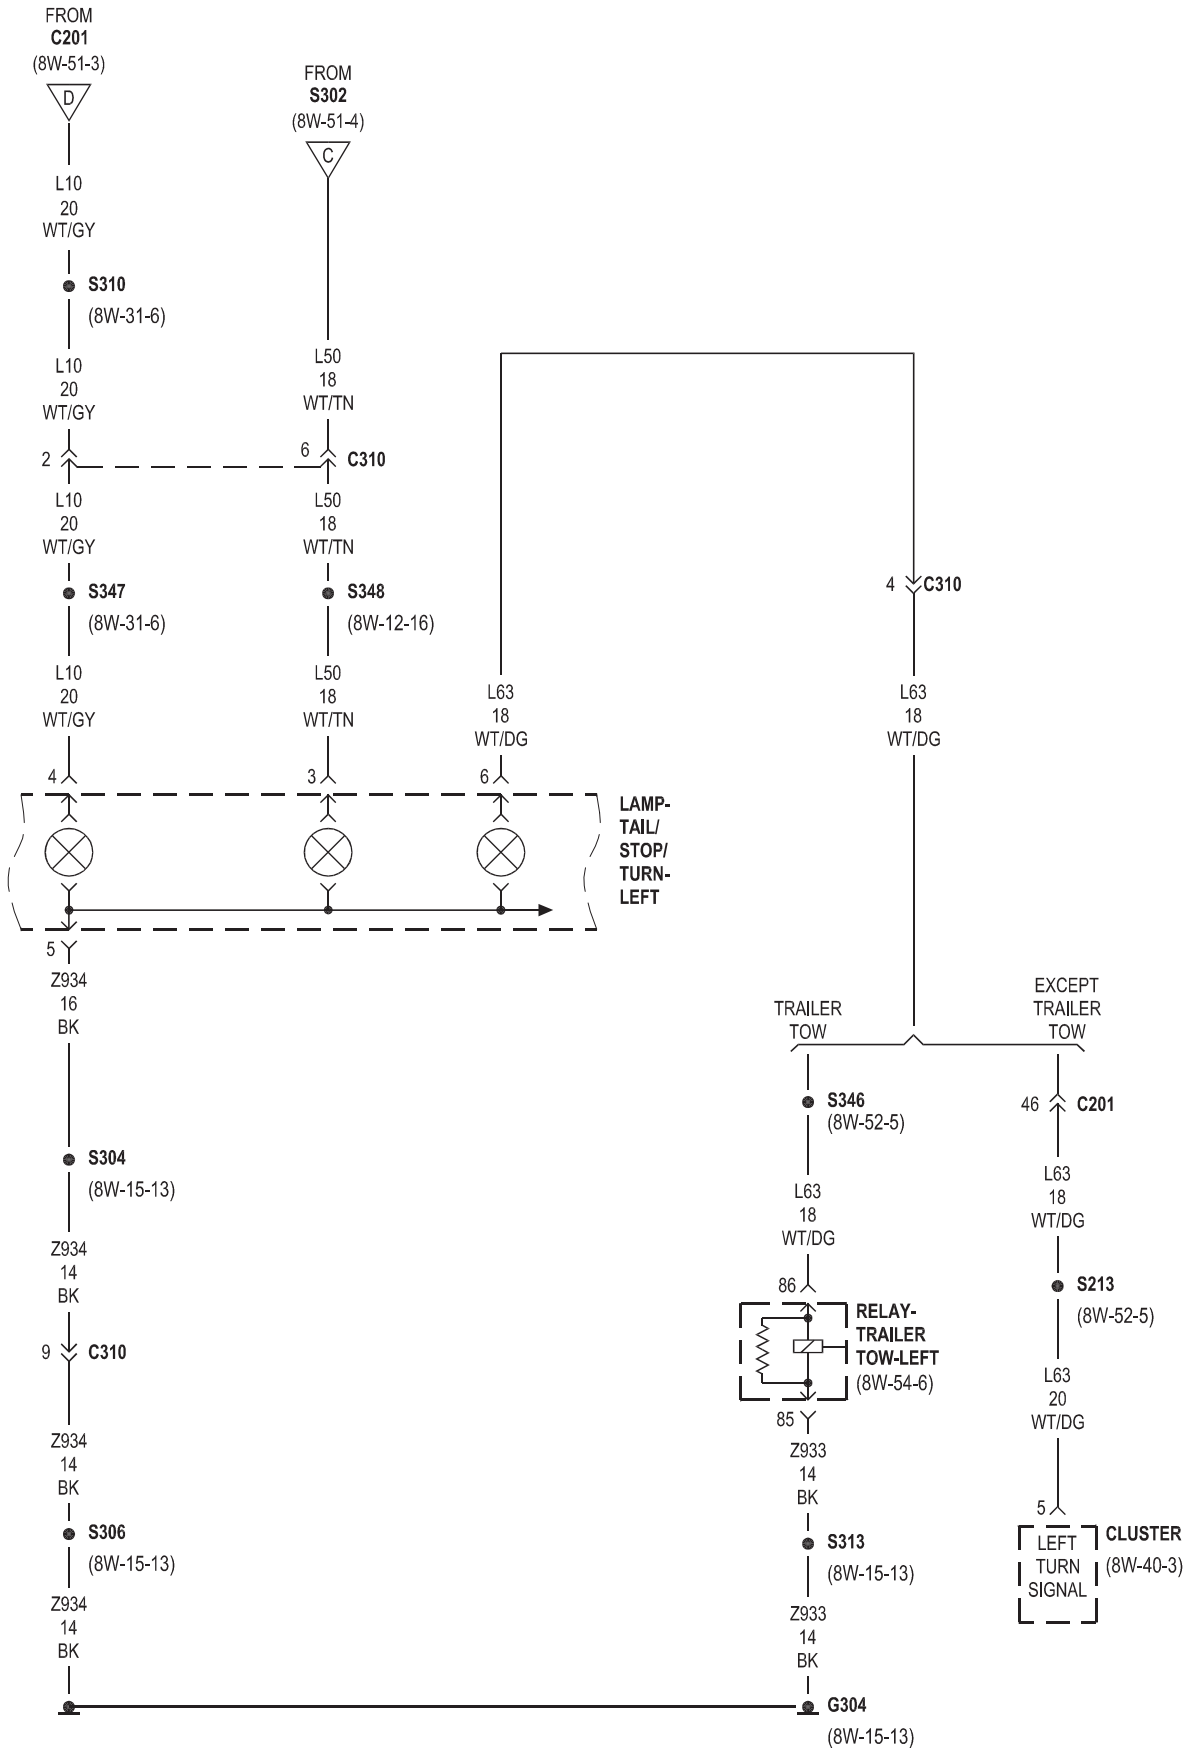 FROM
C201
(8W-51-3)
D
L10
20
WT/GY
S310
(8W-31-6)
L10
20
WT/GY
2
L10
20
WT/GY
S347
(8W-31-6)
L10
20
WT/GY
4
FROM
S302
(8W-51-4)
C
L50
18
WT/TN
6
C310
L50
18
WT/TN
S348
(8W-12-16)
L50
18
WT/TN
3
L63
18
WT/DG
6
4
C310
L63
18
WT/DG
LAMP-
TAIL/
STOP/
TURN-
LEFT
5
Z934
16
BK
S304
(8W-15-13)
Z934
14
BK
9
C310
Z934
14
BK
S306
(8W-15-13)
Z934
14
BK
TRAILER
TOW
S346
(8W-52-5)
L63
18
WT/DG
86
RELAY-
TRAILER
TOW-LEFT
(8W-54-6)
85
Z933
14
BK
S313
(8W-15-13)
Z933
14
BK
G304
(8W-15-13)
EXCEPT
TRAILER
TOW
46
C201
L63
18
WT/DG
S213
(8W-52-5)
L63
20
WT/DG
5
LEFT
TURN
SIGNAL
CLUSTER
(8W-40-3)